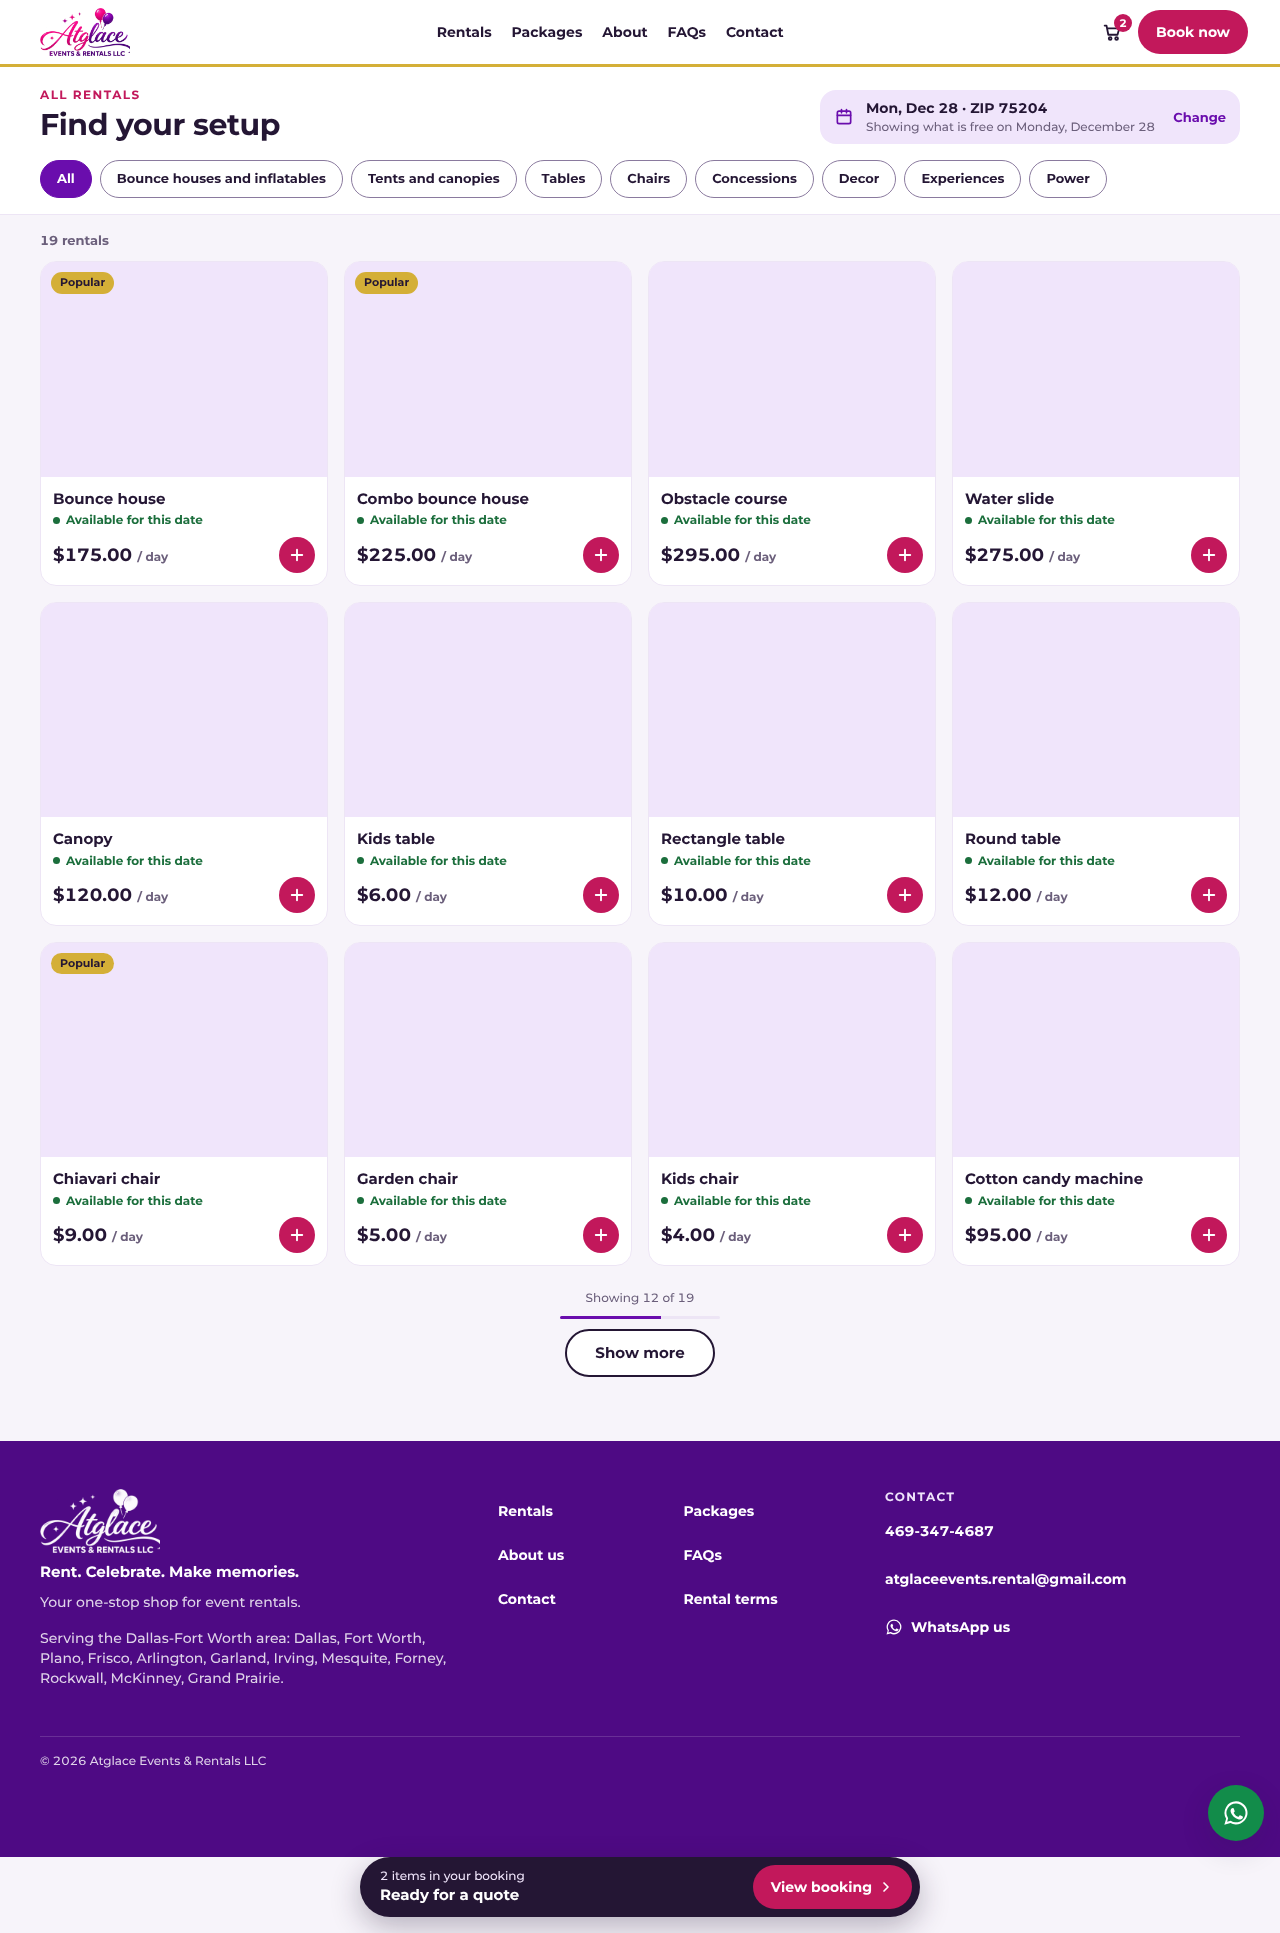 Atglace
EVENTS & RENTALS LLC
Rentals
Packages
About
FAQs
Contact
2
Book now
ALL RENTALS
Find your setup
Mon, Dec 28 · ZIP 75204
Showing what is free on Monday, December 28
Change
All
Bounce houses and inflatables
Tents and canopies
Tables
Chairs
Concessions
Decor
Experiences
Power
19 rentals
Popular
Bounce house
Available for this date
$175.00 / day
Popular
Combo bounce house
Available for this date
$225.00 / day
Obstacle course
Available for this date
$295.00 / day
Water slide
Available for this date
$275.00 / day
Canopy
Available for this date
$120.00 / day
Kids table
Available for this date
$6.00 / day
Rectangle table
Available for this date
$10.00 / day
Round table
Available for this date
$12.00 / day
Popular
Chiavari chair
Available for this date
$9.00 / day
Garden chair
Available for this date
$5.00 / day
Kids chair
Available for this date
$4.00 / day
Cotton candy machine
Available for this date
$95.00 / day
Showing 12 of 19
Show more
Atglace
EVENTS & RENTALS LLC
Rent. Celebrate. Make memories.
Your one-stop shop for event rentals.
Serving the Dallas-Fort Worth area: Dallas, Fort Worth,
Plano, Frisco, Arlington, Garland, Irving, Mesquite, Forney,
Rockwall, McKinney, Grand Prairie.
Rentals
Packages
About us
FAQs
Contact
Rental terms
CONTACT
469-347-4687
atglaceevents.rental@gmail.com
WhatsApp us
© 2026 Atglace Events & Rentals LLC
2 items in your booking
Ready for a quote
View booking